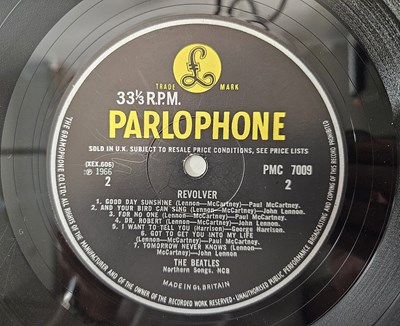 TRADE MARK
33⅓ R.P.M.
PARLOPHONE
SOLD IN U.K. SUBJECT TO RESALE PRICE CONDITIONS, SEE PRICE LISTS
(XEX.606)
℗ 1966
2
PMC 7009
2
REVOLVER
1. GOOD DAY SUNSHINE (Lennon—McCartney)—Paul McCartney.
2. AND YOUR BIRD CAN SING (Lennon—McCartney)—John Lennon.
3. FOR NO ONE (Lennon—McCartney)—Paul McCartney.
4. DR. ROBERT (Lennon—McCartney)—John Lennon.
5. I WANT TO TELL YOU (Harrison)—George Harrison.
6. GOT TO GET YOU INTO MY LIFE
(Lennon—McCartney)—Paul McCartney.
7. TOMORROW NEVER KNOWS (Lennon—
McCartney)—John Lennon
THE BEATLES
Northern Songs, NCB
MADE IN GT. BRITAIN
THE GRAMOPHONE CO. LTD. ALL RIGHTS OF THE MANUFACTURER AND OF THE OWNER OF THE RECORDED WORK RESERVED. UNAUTHORISED PUBLIC PERFORMANCE BROADCASTING AND COPYING OF THIS RECORD PROHIBITED